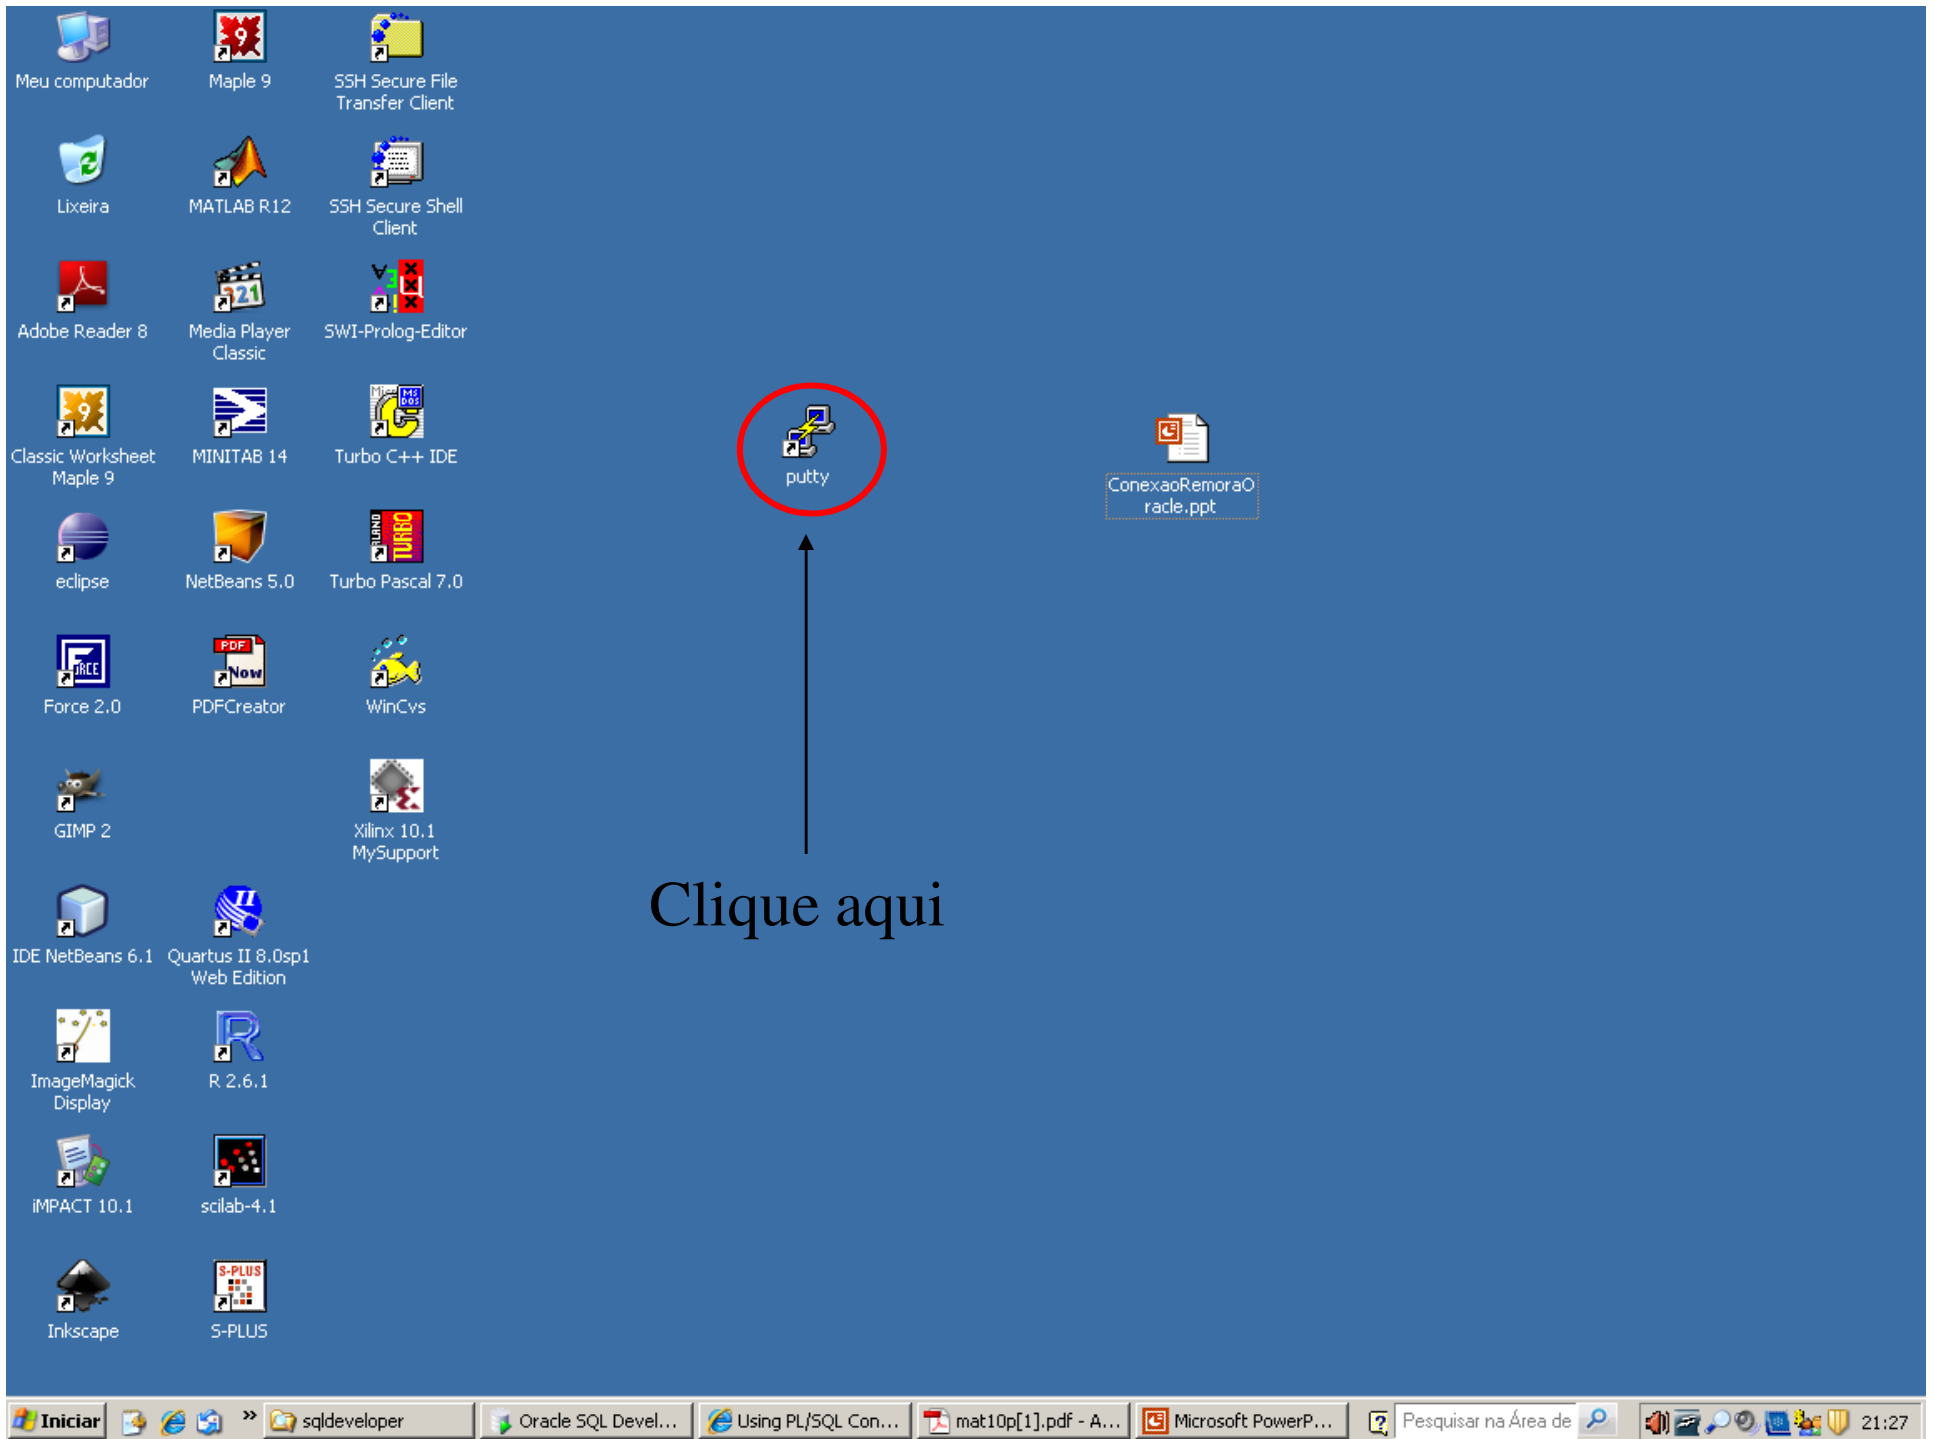 Meu computador
Maple 9
SSH Secure File
Transfer Client
Lixeira
MATLAB R12
SSH Secure Shell
Client
Adobe Reader 8
Media Player
Classic
SWI-Prolog-Editor
Classic Worksheet
Maple 9
MINITAB 14
Turbo C++ IDE
putty
ConexaoRemoraO
racle.ppt
eclipse
NetBeans 5.0
Turbo Pascal 7.0
Force 2.0
PDFCreator
WinCvs
GIMP 2
Xilinx 10.1
MySupport
Clique aqui
IDE NetBeans 6.1
Quartus II 8.0sp1
Web Edition
ImageMagick
Display
R 2.6.1
iMPACT 10.1
scilab-4.1
Inkscape
S-PLUS
S-PLUS
Iniciar
sqldeveloper
Oracle SQL Devel...
Using PL/SQL Con...
mat10p[1].pdf - A...
Microsoft PowerP...
Pesquisar na Área de
21:27